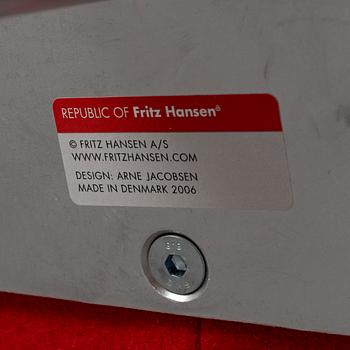 REPUBLIC OF Fritz Hansen®
© FRITZ HANSEN A/S
WWW.FRITZHANSEN.COM
DESIGN: ARNE JACOBSEN
MADE IN DENMARK 2006